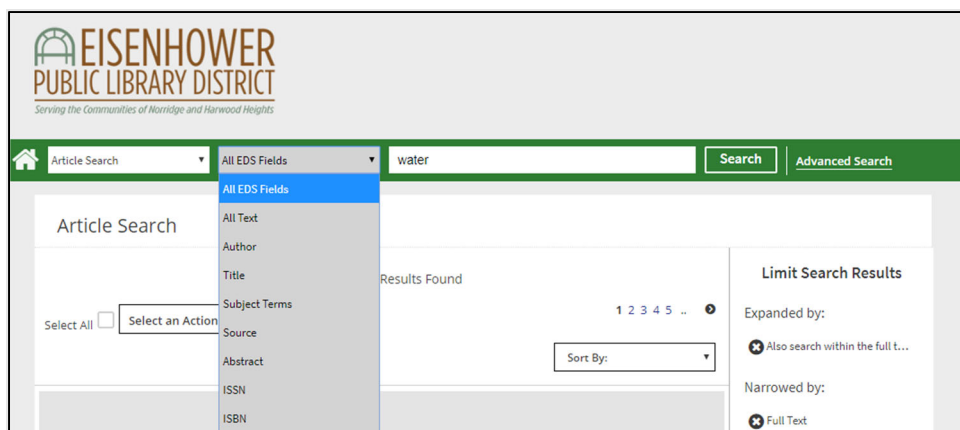 EISENHOWER
PUBLIC LIBRARY DISTRICT
Serving the Communities of Norridge and Harwood Heights
Article Search
All EDS Fields
water
Search
Advanced Search
All EDS Fields
All Text
Author
Title
Subject Terms
Source
Abstract
ISSN
ISBN
Article Search
Results Found
Select All
Select an Action
1 2 3 4 5 ..
Sort By:
Limit Search Results
Expanded by:
Also search within the full t...
Narrowed by:
Full Text